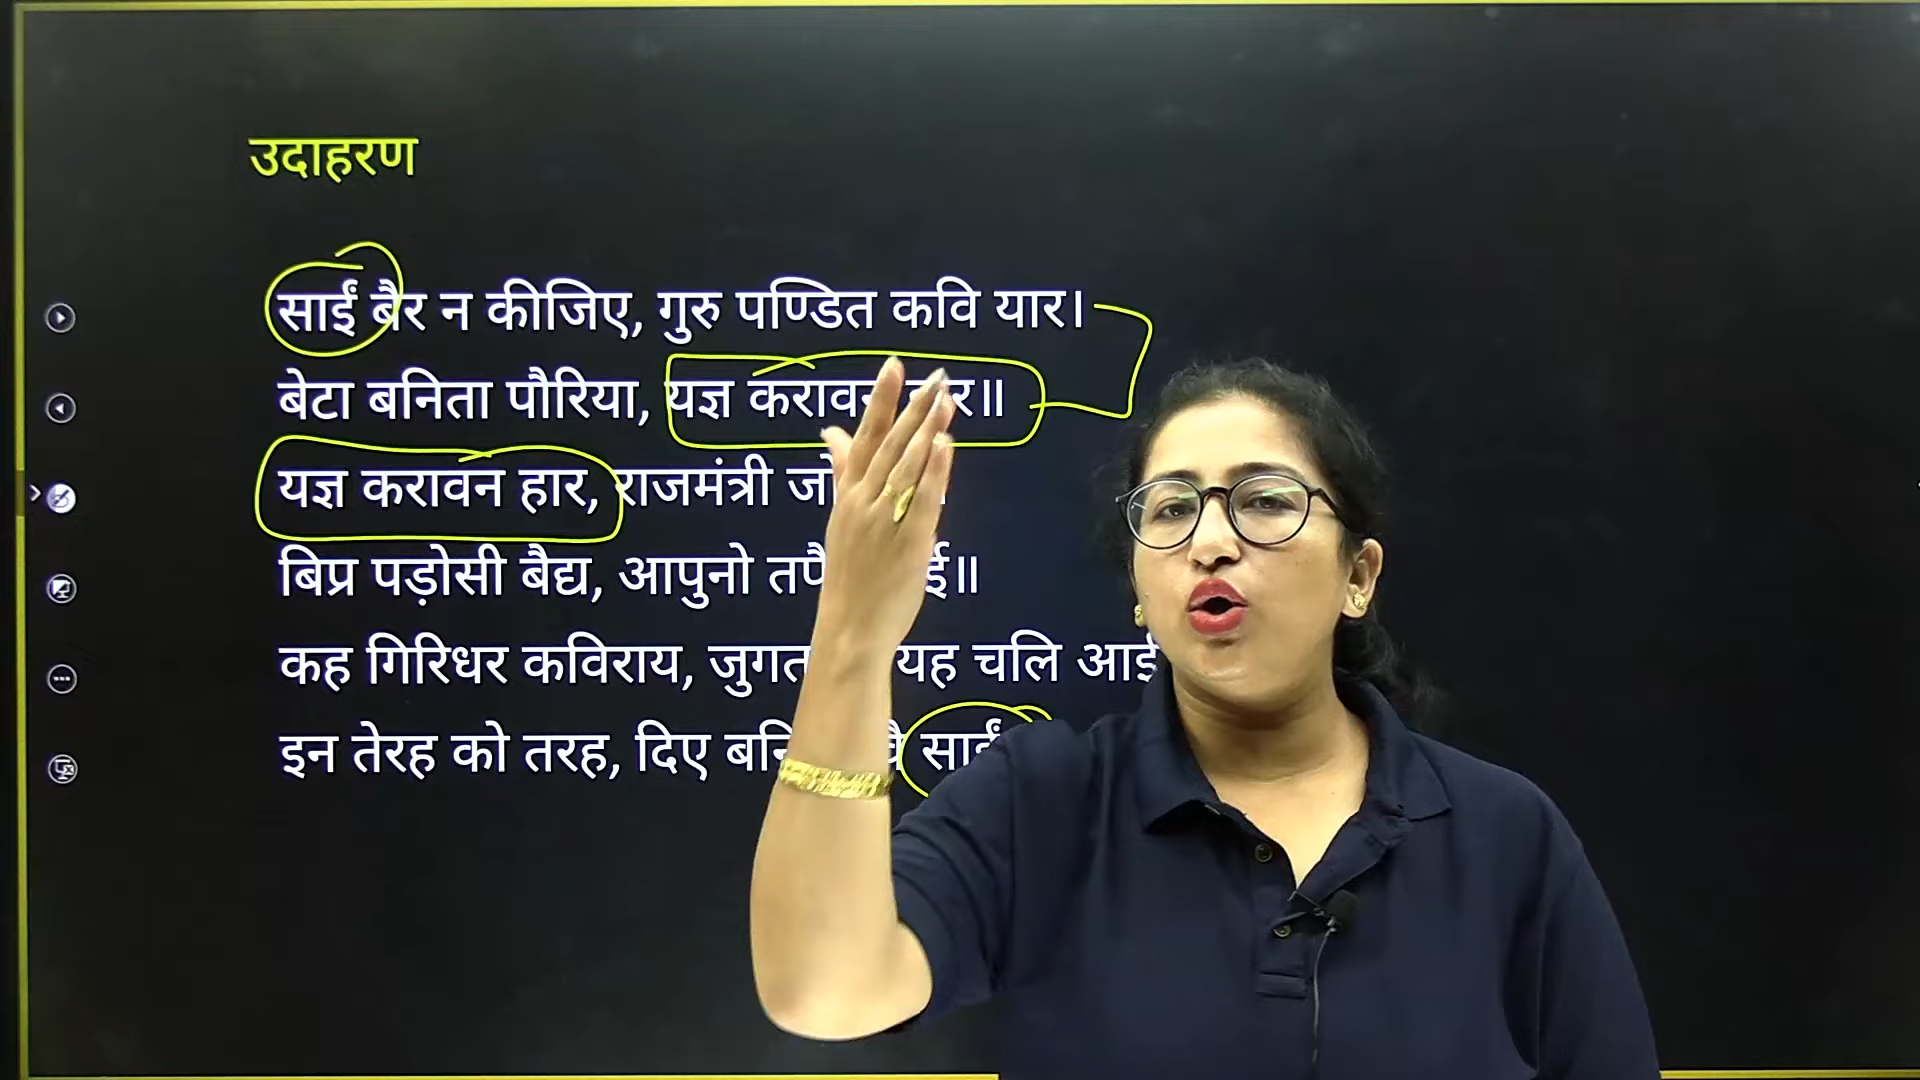 उदाहरण
साईं बैर न कीजिए, गुरु पण्डित कवि यार।
बेटा बनिता पौरिया, यज्ञ करावन हार॥
यज्ञ करावन हार, राजमंत्री
बिप्र पड़ोसी बैद्य, आपुनो
कह गिरिधर कविराय, यह चलि आई
इन तेरह को तरह, दिए साईं